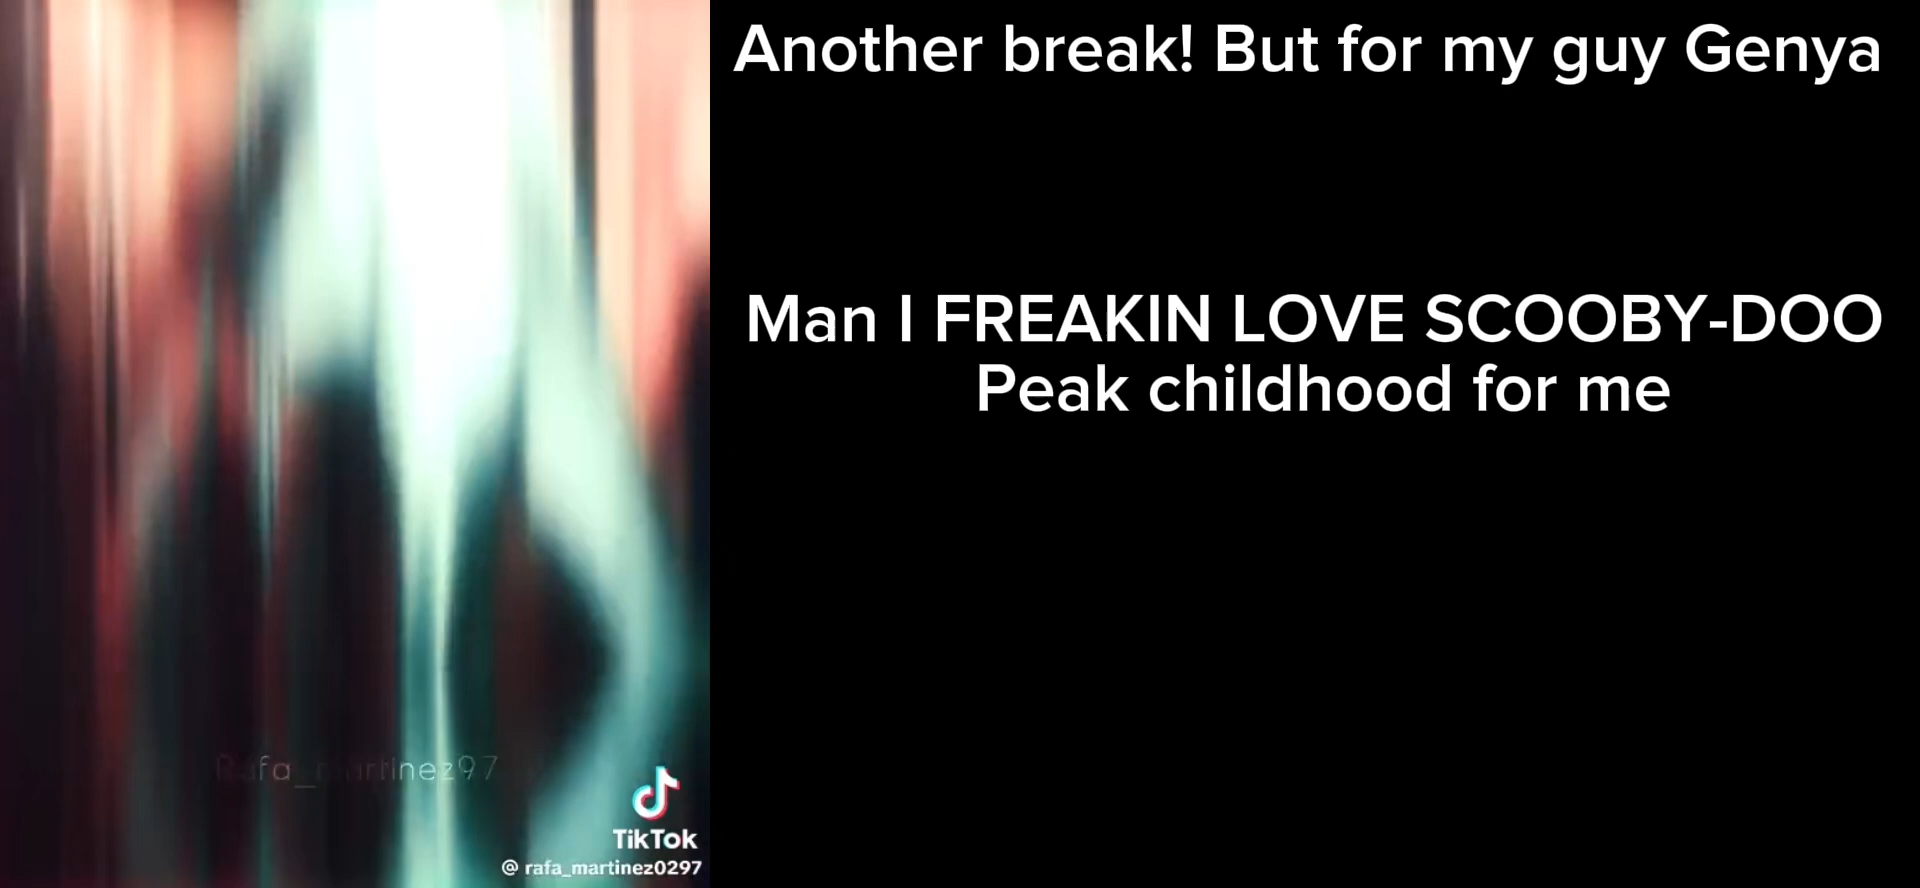 Another break! But for my guy Genya
Man I FREAKIN LOVE SCOOBY-DOO
Peak childhood for me
TikTok
@ rafa_martinez0297